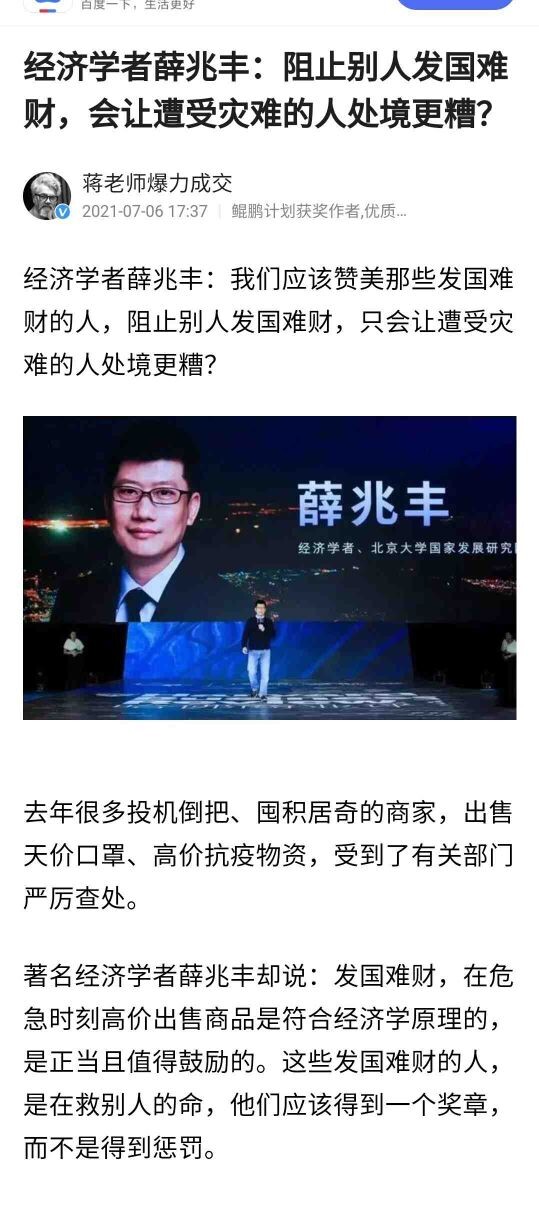 百度一下，生活更好
经济学者薛兆丰：阻止别人发国难
财，会让遭受灾难的人处境更糟？
蒋老师爆力成交
2021-07-06 17:37 鲲鹏计划获奖作者,优质...
经济学者薛兆丰：我们应该赞美那些发国难
财的人，阻止别人发国难财，只会让遭受灾
难的人处境更糟？
薛兆丰
经济学者、北京大学国家发展研究
去年很多投机倒把、囤积居奇的商家，出售
天价口罩、高价抗疫物资，受到了有关部门
严厉查处。
著名经济学者薛兆丰却说：发国难财，在危
急时刻高价出售商品是符合经济学原理的，
是正当且值得鼓励的。这些发国难财的人，
是在救别人的命，他们应该得到一个奖章，
而不是得到惩罚。